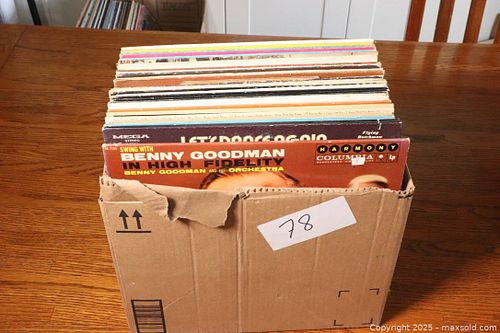 MEGA
LET'S DANCE AGAIN
Flying
SWING WITH
BENNY GOODMAN
IN HIGH FIDELITY
BENNY GOODMAN AND HIS ORCHESTRA
HARMONY
COLUMBIA Lp
78
Copyright © 2025 - maxsold.com